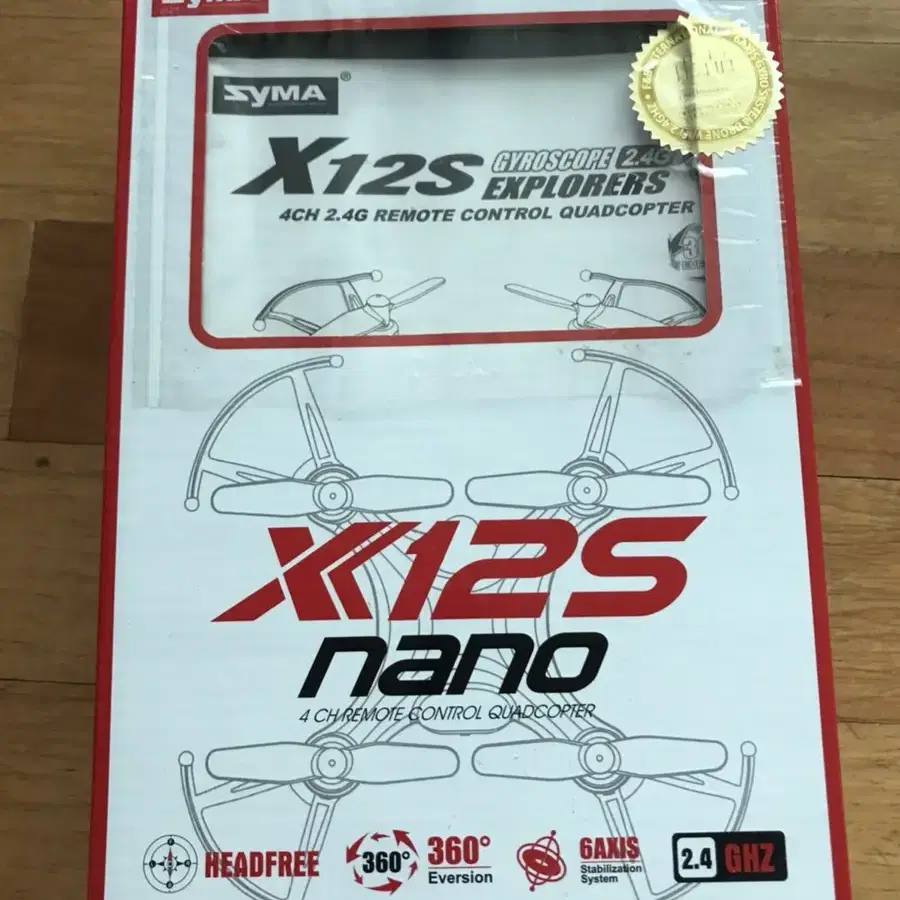 SYMA®
X12S GYROSCOPE 2.4G
EXPLORERS
4CH 2.4G REMOTE CONTROL QUADCOPTER
X12S
nano
4 CH REMOTE CONTROL QUADCOPTER
HEADFREE
360°
360°
Eversion
6AXIS
Stabilization
System
2.4 GHZ